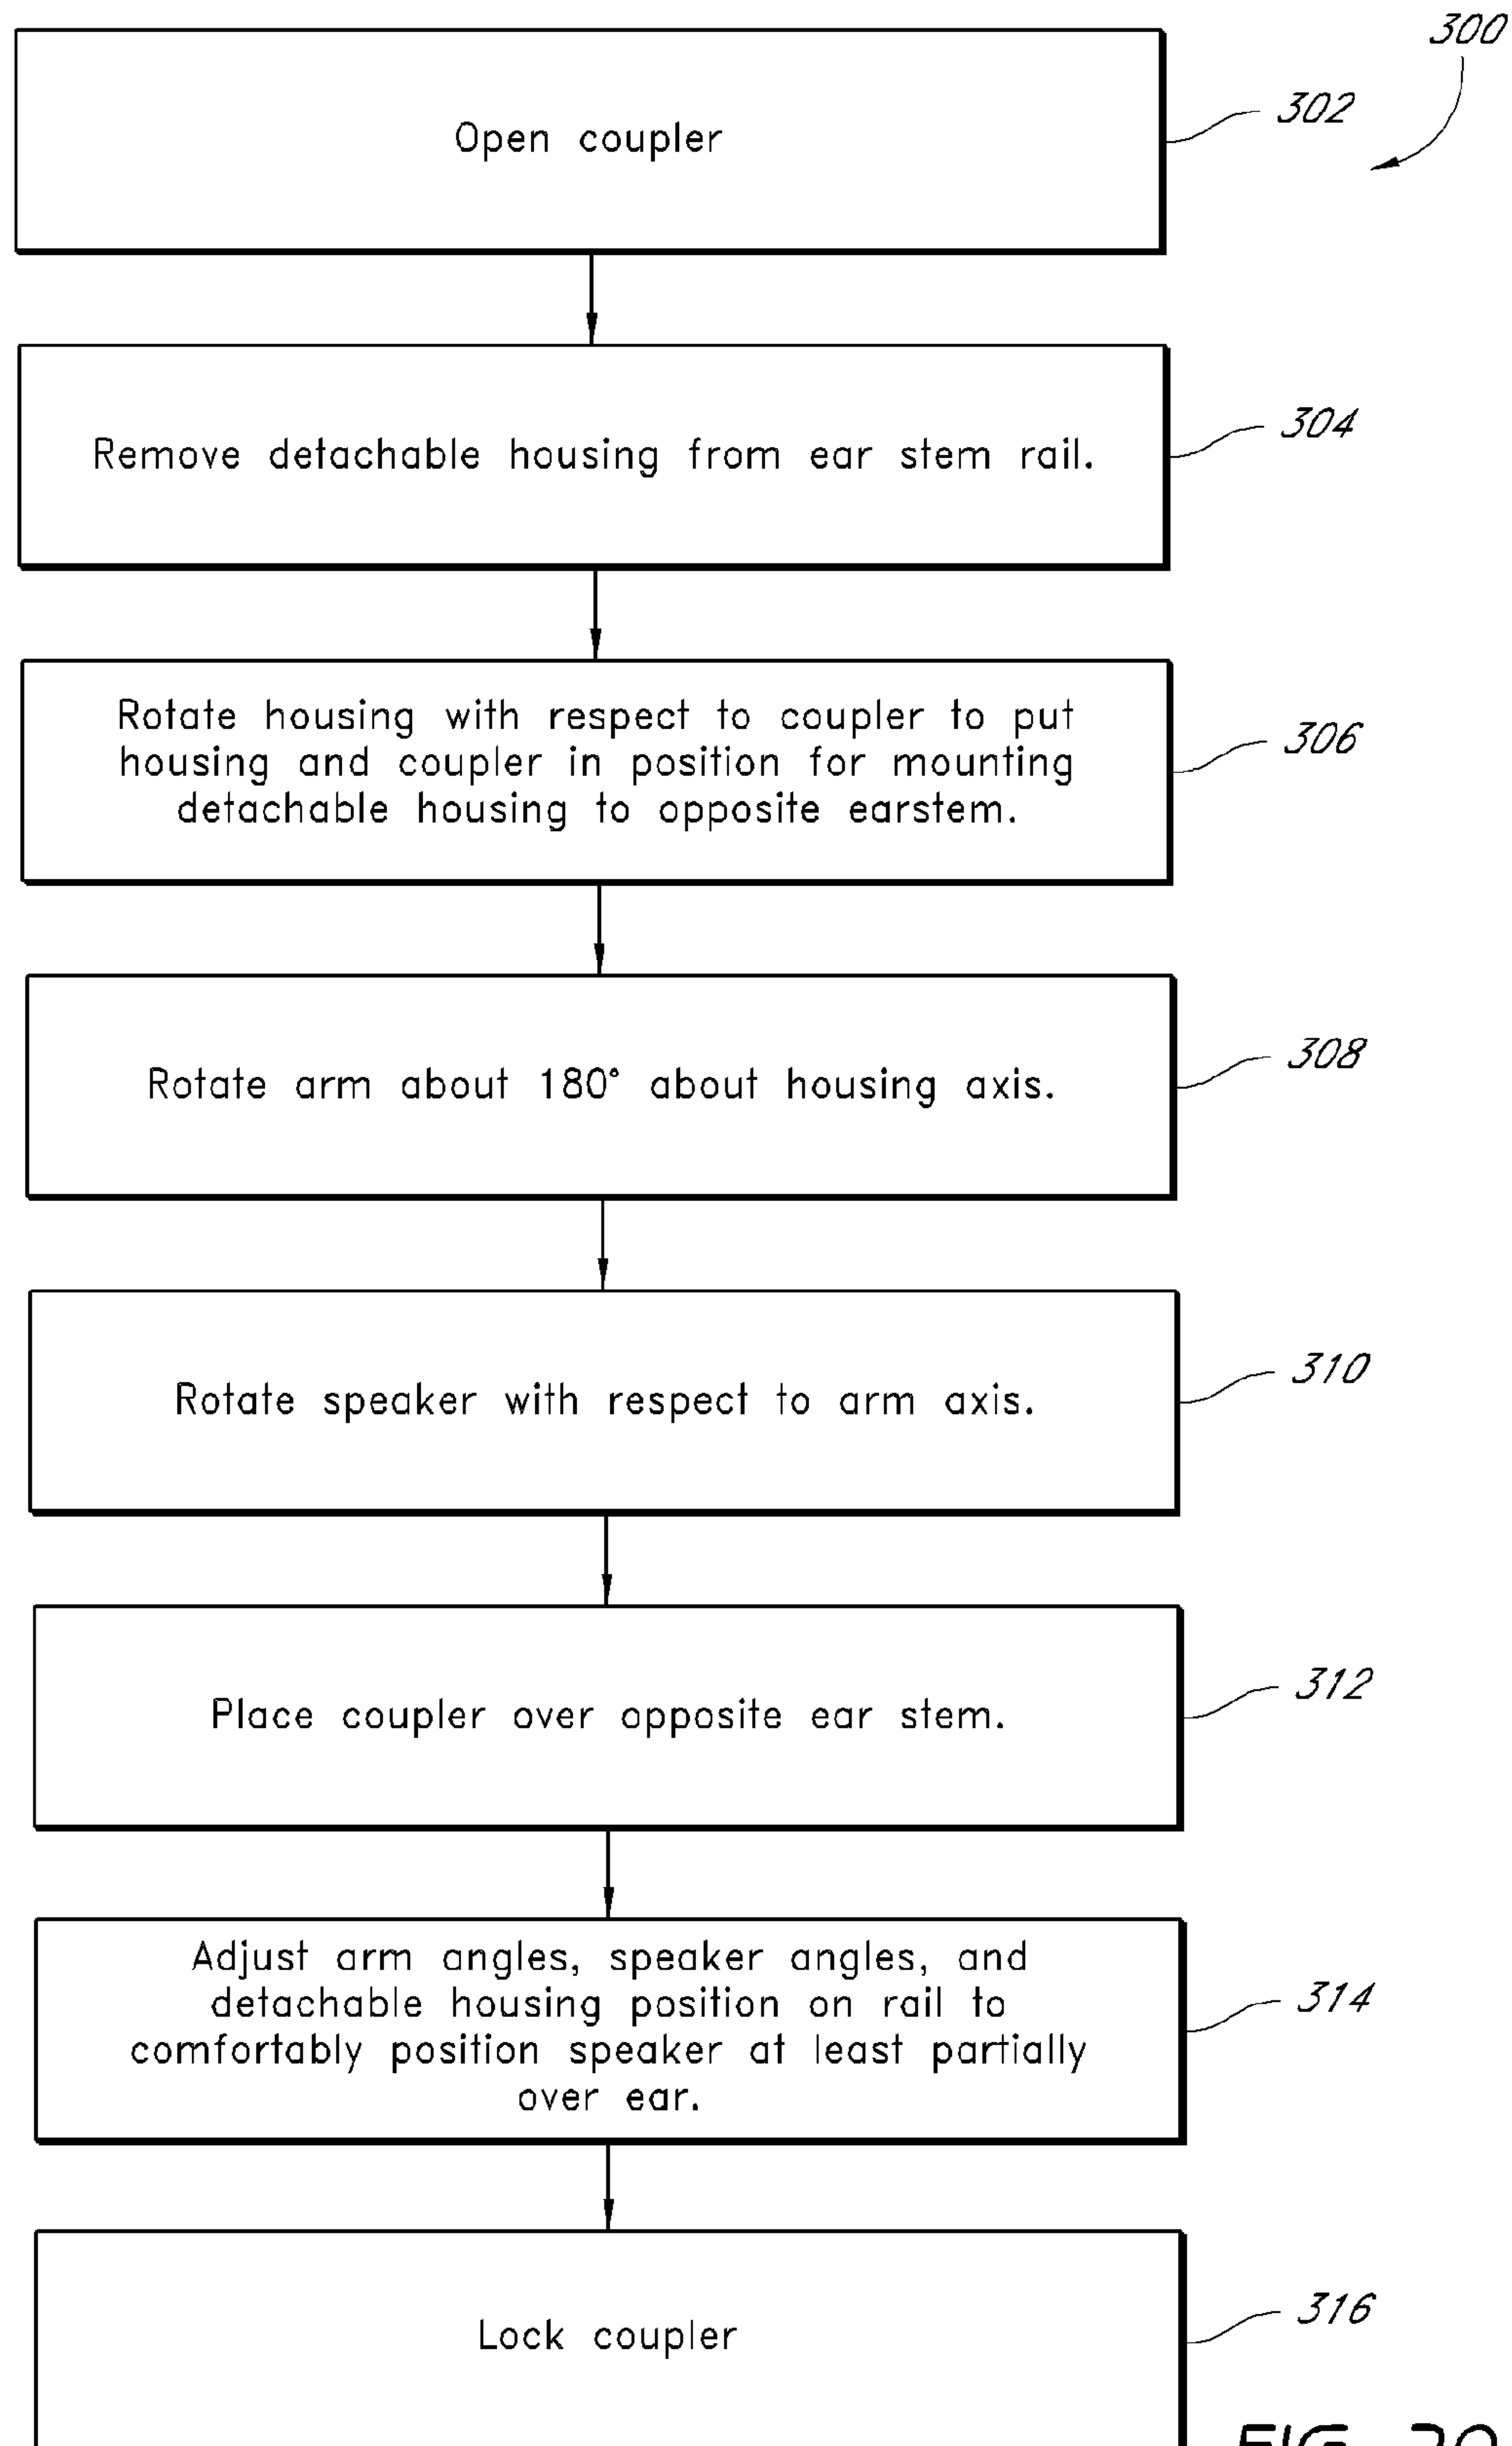 300
Open coupler
302
Remove detachable housing from ear stem rail.
304
Rotate housing with respect to coupler to put
housing and coupler in position for mounting
detachable housing to opposite earstem.
306
Rotate arm about 180° about housing axis.
308
Rotate speaker with respect to arm axis.
310
Place coupler over opposite ear stem.
312
Adjust arm angles, speaker angles, and
detachable housing position on rail to
comfortably position speaker at least partially
over ear.
314
Lock coupler
316
FIG.